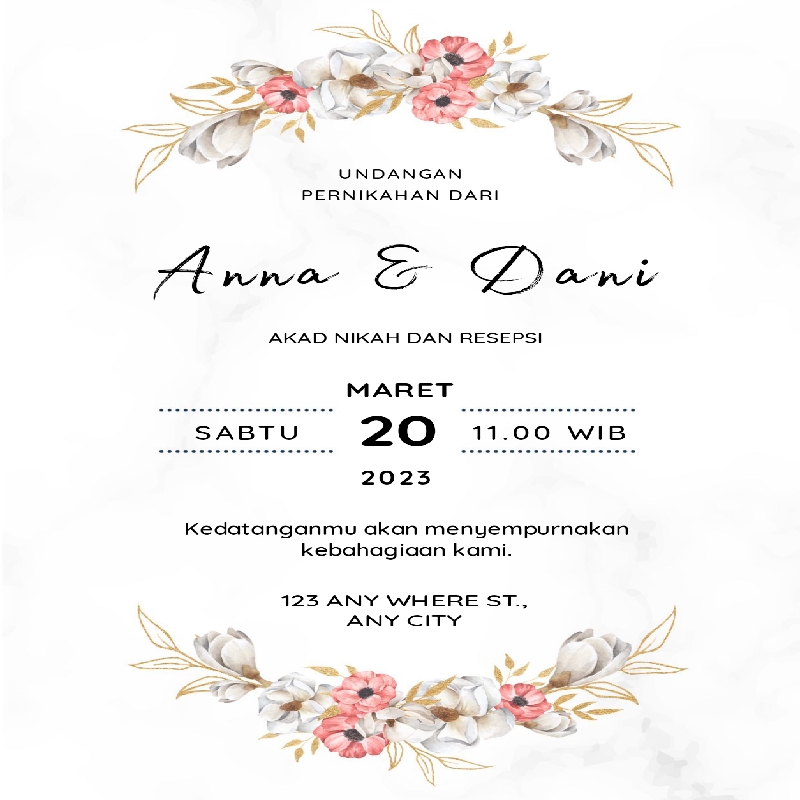 UNDANGAN
PERNIKAHAN DARI
Anna & Dani
AKAD NIKAH DAN RESEPSI
MARET
SABTU 20 11.00 WIB
2023
Kedatanganmu akan menyempurnakan
kebahagiaan kami.
123 ANY WHERE ST.,
ANY CITY